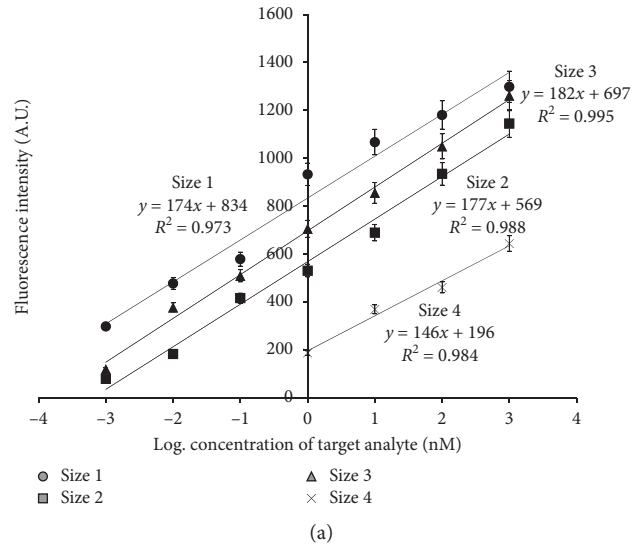 1600
1400
1200
1000
800
600
400
200
0
Fluorescence intensity (A.U.)
Size 1
y = 174x + 834
R² = 0.973
Size 3
y = 182x + 697
R² = 0.995
Size 2
y = 177x + 569
R² = 0.988
Size 4
y = 146x + 196
R² = 0.984
−4 −3 −2 −1 0 1 2 3 4
Log. concentration of target analyte (nM)
Size 1 Size 3
Size 2 Size 4
(a)